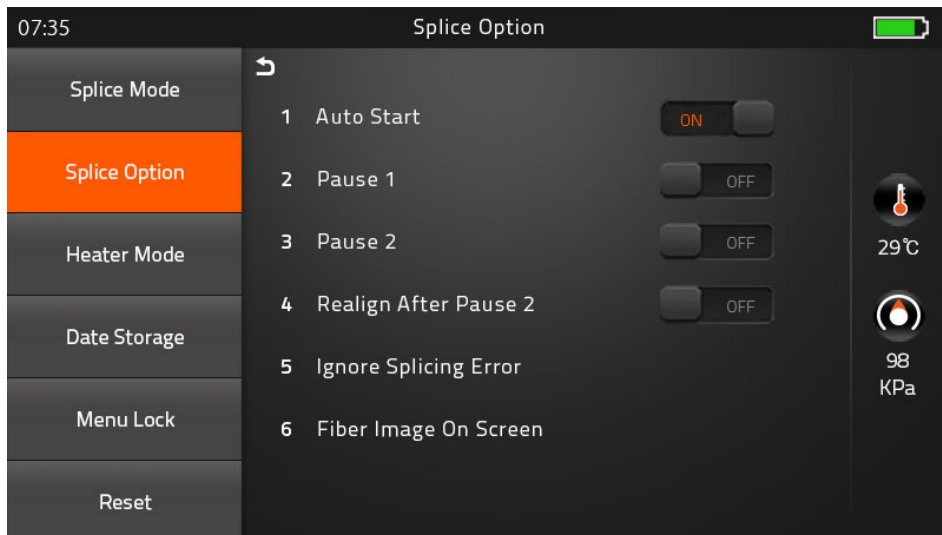 07:35
Splice Option
Splice Mode
Splice Option
Heater Mode
Date Storage
Menu Lock
Reset
1 Auto Start ON
2 Pause 1 OFF
3 Pause 2 OFF
4 Realign After Pause 2 OFF
5 Ignore Splicing Error
6 Fiber Image On Screen
29℃
98
KPa